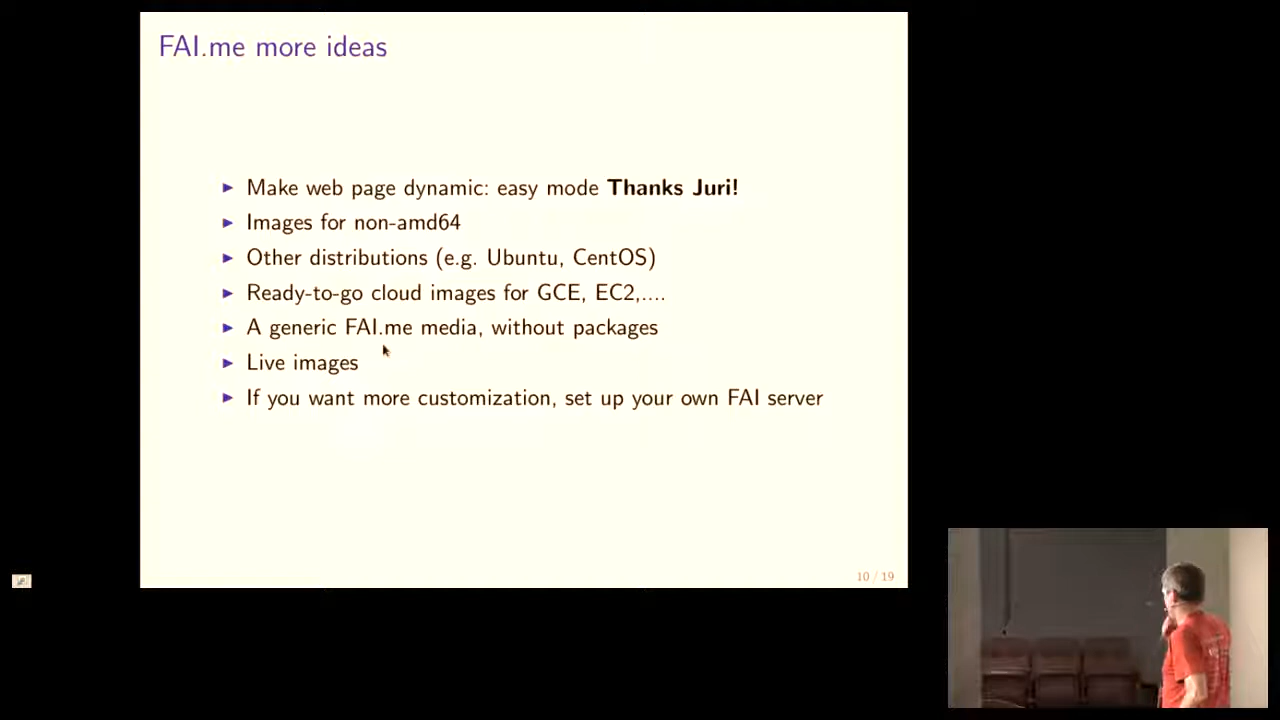 FAI.me more ideas
Make web page dynamic: easy mode Thanks Juri!
Images for non-amd64
Other distributions (e.g. Ubuntu, CentOS)
Ready-to-go cloud images for GCE, EC2,....
A generic FAI.me media, without packages
Live images
If you want more customization, set up your own FAI server
10 / 19